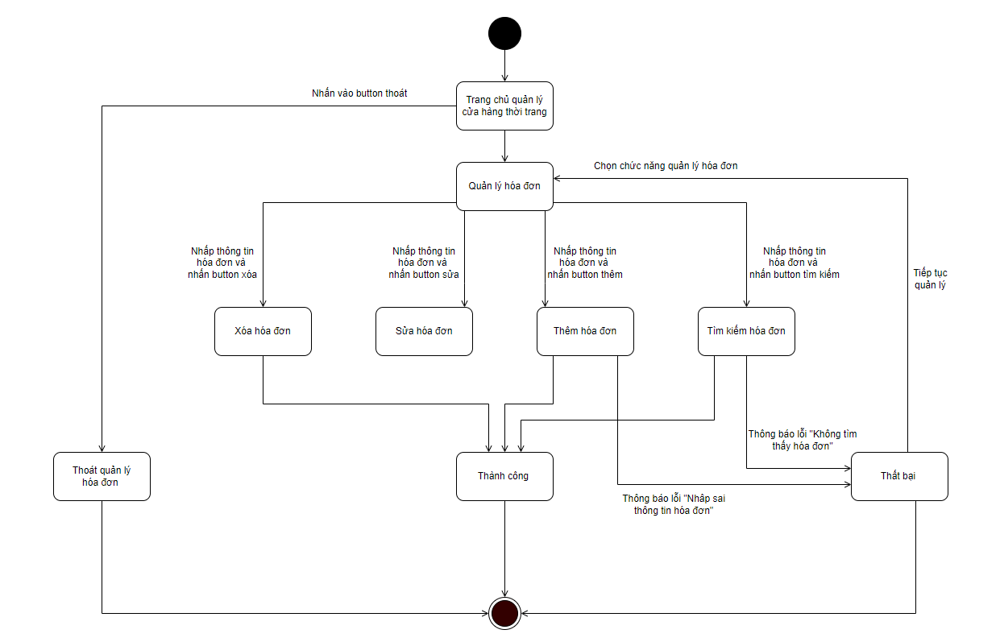 Nhấn vào button thoát
Trang chủ quản lý
cửa hàng thời trang
Chọn chức năng quản lý hóa đơn
Quản lý hóa đơn
Nhấp thông tin
hóa đơn và
nhấn button xóa
Nhấp thông tin
hóa đơn và
nhấn button sửa
Nhấp thông tin
hóa đơn và
nhấn button thêm
Nhấp thông tin
hóa đơn và
nhấn button tìm kiếm
Tiếp tục
quản lý
Xóa hóa đơn
Sửa hóa đơn
Thêm hóa đơn
Tìm kiếm hóa đơn
Thông báo lỗi "Không tìm
thấy hóa đơn"
Thoát quản lý
hóa đơn
Thành công
Thất bại
Thông báo lỗi "Nhâp sai
thông tin hóa đơn"